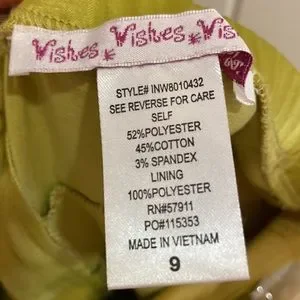 Wishes * Wishes * Wishes
STYLE# INW8010432
SEE REVERSE FOR CARE
SELF
52%POLYESTER
45%COTTON
3% SPANDEX
LINING
100%POLYESTER
RN#57911
PO#115353
MADE IN VIETNAM
9